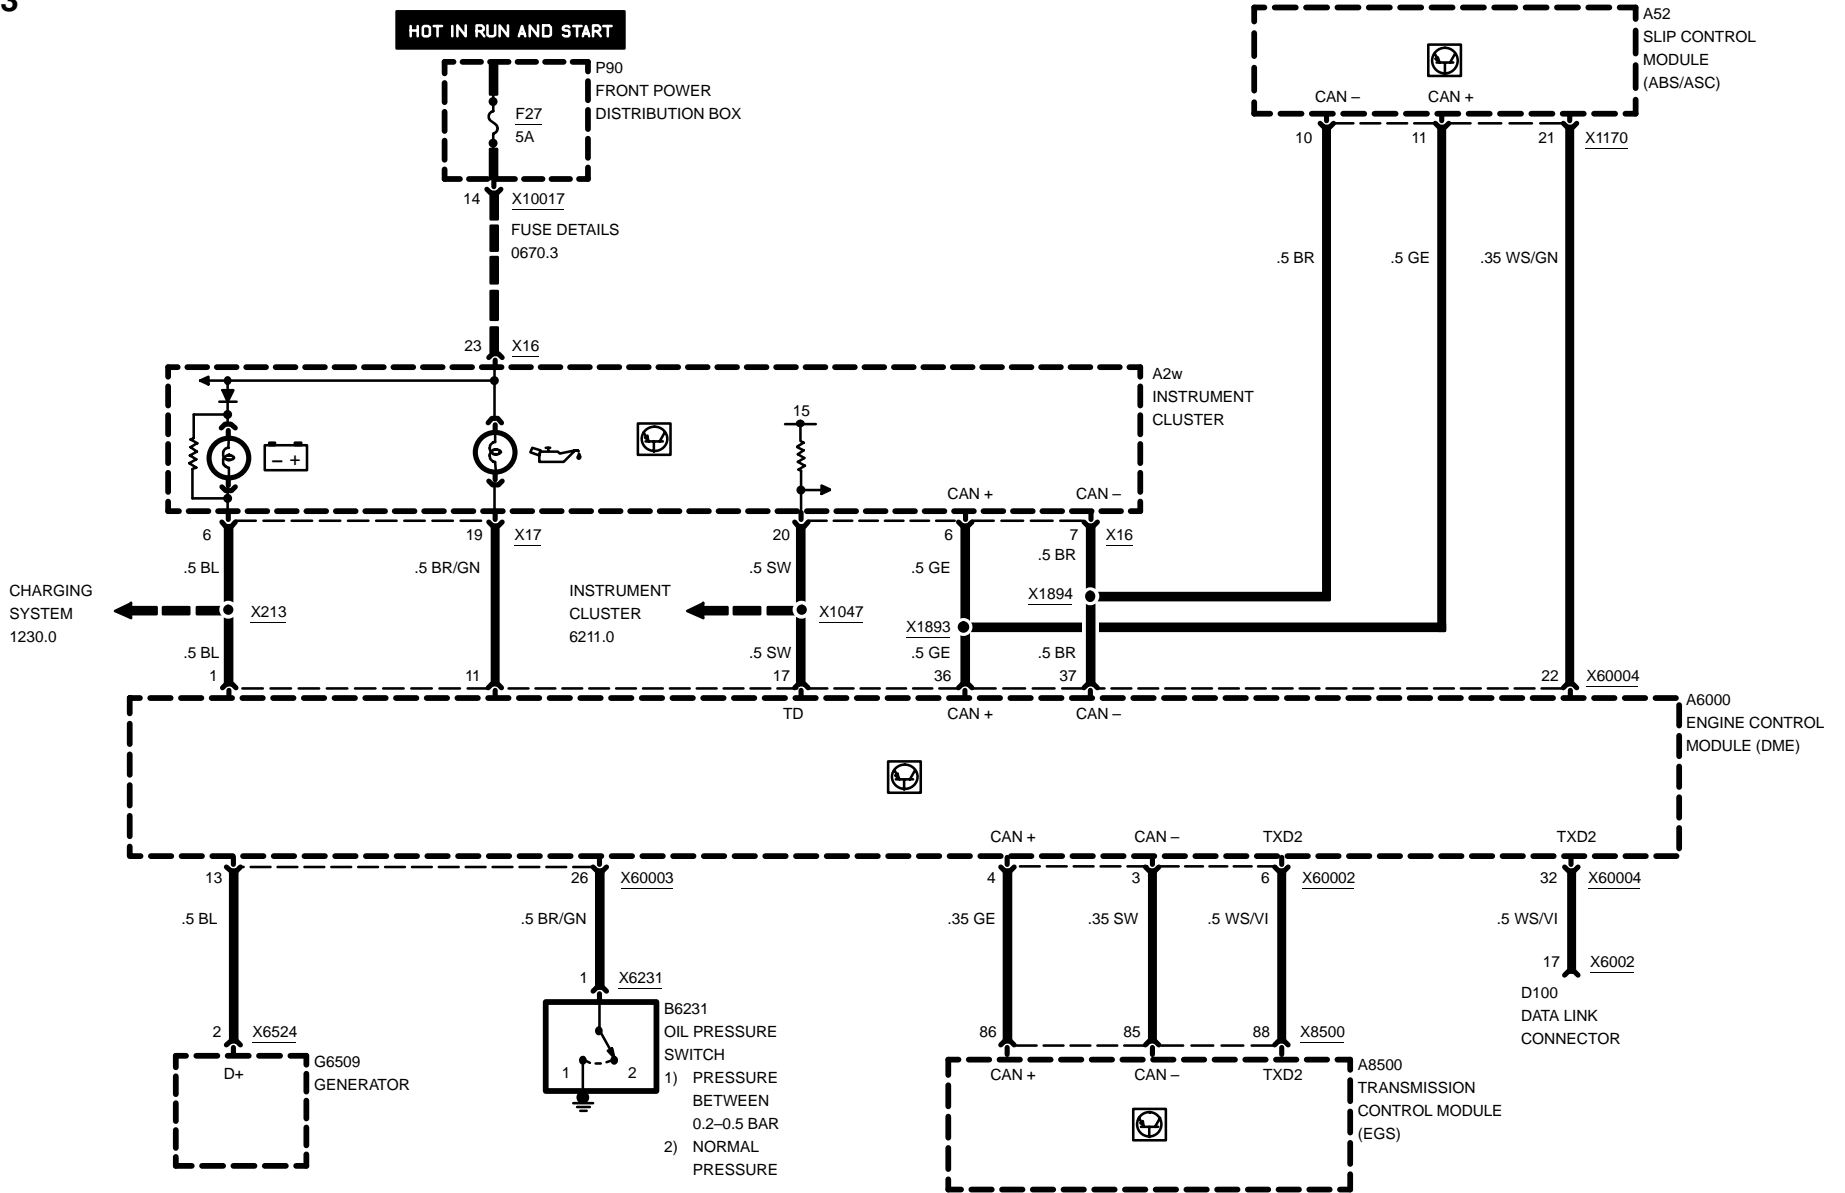 3
HOT IN RUN AND START
P90
FRONT POWER
DISTRIBUTION BOX
F27
5A
14 X10017
FUSE DETAILS
0670.3
23 X16
A52
SLIP CONTROL
MODULE
(ABS/ASC)
CAN – CAN +
10 11 21 X1170
.5 BR .5 GE .35 WS/GN
A2w
INSTRUMENT
CLUSTER
– +
15
CAN + CAN –
6 19 X17 20 6 7 X16
.5 BL .5 BR/GN .5 SW .5 GE .5 BR
CHARGING
SYSTEM
1230.0
X213
INSTRUMENT
CLUSTER
6211.0
X1047
X1894
X1893
.5 BL .5 SW .5 GE .5 BR
1 11 17 36 37 22 X60004
TD CAN + CAN –
A6000
ENGINE CONTROL
MODULE (DME)
CAN + CAN – TXD2 TXD2
13 26 X60003 4 3 6 X60002 32 X60004
.5 BL .5 BR/GN .35 GE .35 SW .5 WS/VI .5 WS/VI
1 X6231
17 X6002
D100
DATA LINK
CONNECTOR
2 X6524
G6509
GENERATOR
D+
B6231
OIL PRESSURE
SWITCH
1) PRESSURE
BETWEEN
0.2–0.5 BAR
2) NORMAL
PRESSURE
1 2
86 85 88 X8500
CAN + CAN – TXD2
A8500
TRANSMISSION
CONTROL MODULE
(EGS)